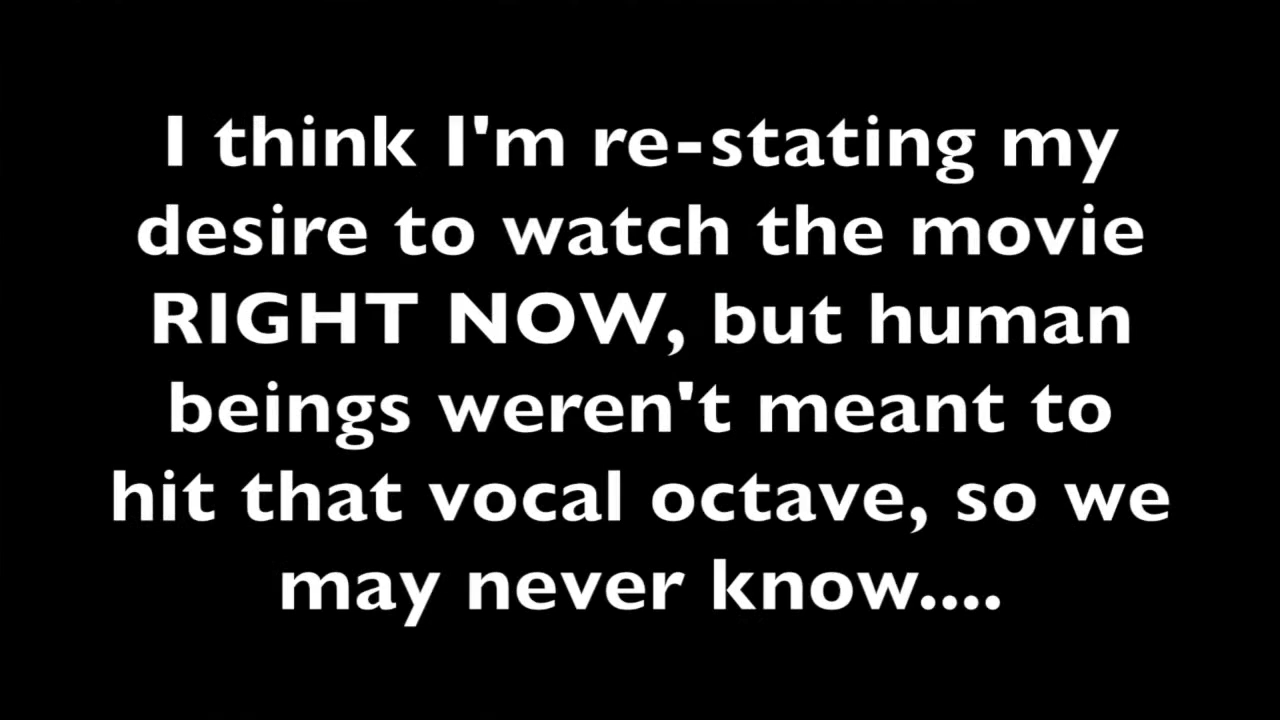 I think I'm re-stating my
desire to watch the movie
RIGHT NOW, but human
beings weren't meant to
hit that vocal octave, so we
may never know....